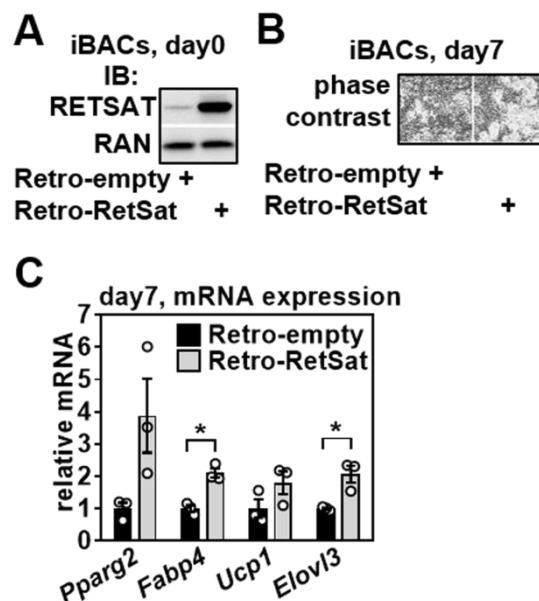 A
iBACs, day0
IB:
RETSAT
RAN
Retro-empty +
Retro-RetSat +
B
iBACs, day7
phase
contrast
Retro-empty +
Retro-RetSat +
C
day7, mRNA expression
relative mRNA
7
6
5
4
3
2
1
0
Retro-empty
Retro-RetSat
*
*
Pparg2
Fabp4
Ucp1
Elovl3